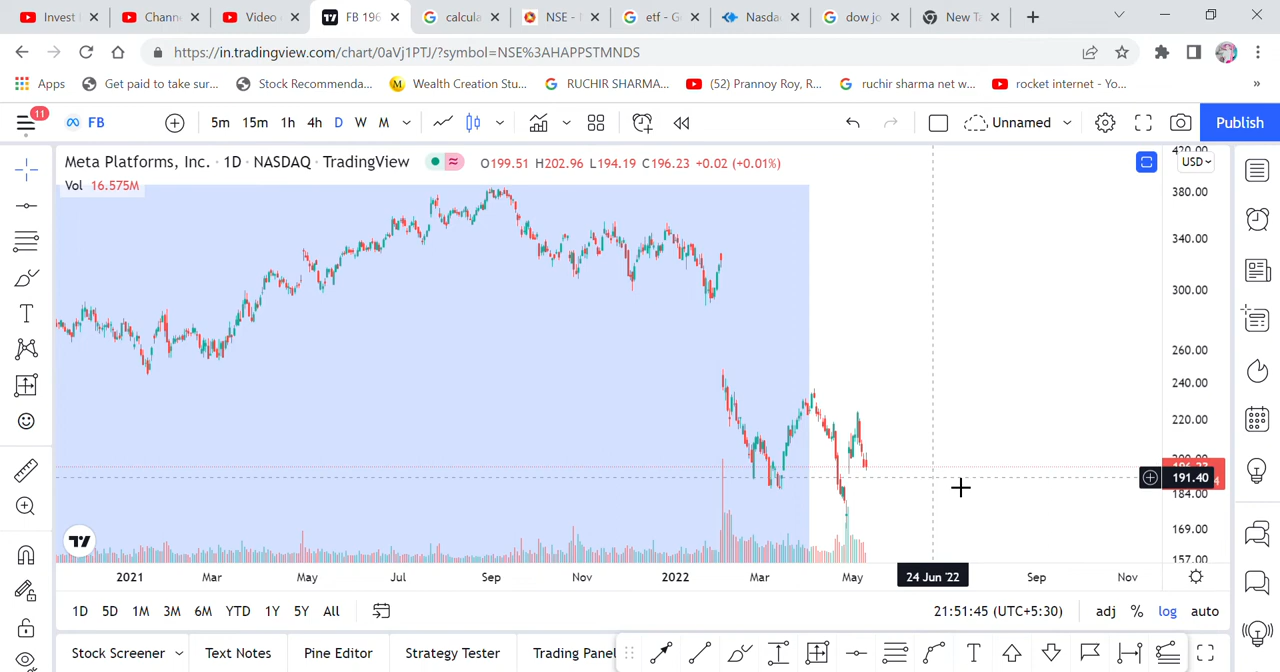 Invest
Chann
Video
FB 196
calcula
NSE -
etf - G
Nasda
dow jo
New Ta
https://in.tradingview.com/chart/0aVj1PTJ/?symbol=NSE%3AHAPPSTMNDS
Apps
Get paid to take sur...
Stock Recommenda...
M
Wealth Creation Stu...
RUCHIR SHARMA...
(52) Prannoy Roy, R...
ruchir sharma net w...
rocket internet - Yo...
»
11
FB
5m 15m 1h 4h D W M
Unnamed
Publish
Meta Platforms, Inc. · 1D · NASDAQ · TradingView
O199.51 H202.96 L194.19 C196.23 +0.02 (+0.01%)
USD
Vol 16.575M
420.00
380.00
340.00
300.00
260.00
240.00
220.00
200.00
196.23
191.40
184.00
169.00
157.00
2021 Mar May Jul Sep Nov 2022 Mar May 24 Jun '22 Sep Nov
1D 5D 1M 3M 6M YTD 1Y 5Y All
21:51:45 (UTC+5:30) adj % log auto
Stock Screener Text Notes Pine Editor Strategy Tester Trading Panel